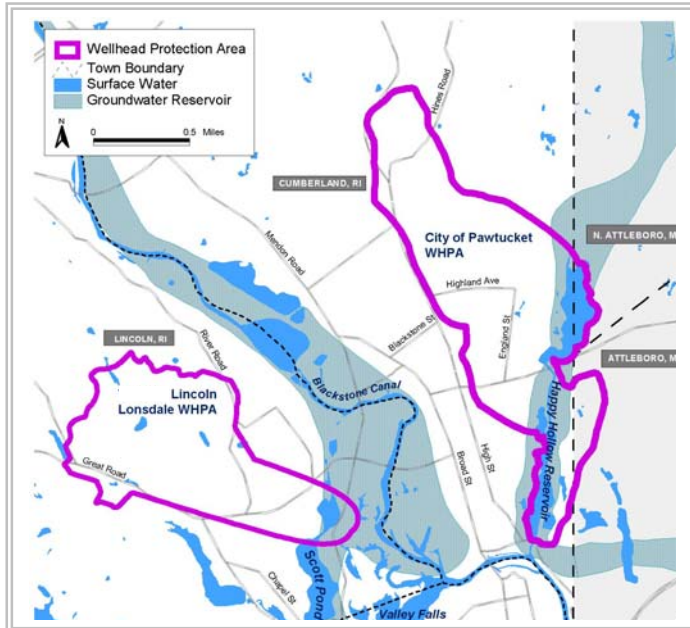 Wellhead Protection Area
Town Boundary
Surface Water
Groundwater Reservoir
N
0 0.5 Miles
Hines Road
CUMBERLAND, RI
Mendon Road
City of Pawtucket
WHPA
N. ATTLEBORO, M
Highland Ave
Blackstone St
England St
LINCOLN, RI
River Road
ATTLEBORO, M
Lincoln
Lonsdale WHPA
Blackstone Canal
Happy Hollow Reservoir
Great Road
Broad St
High St
Scott Pond
Chapel St
Valley Falls